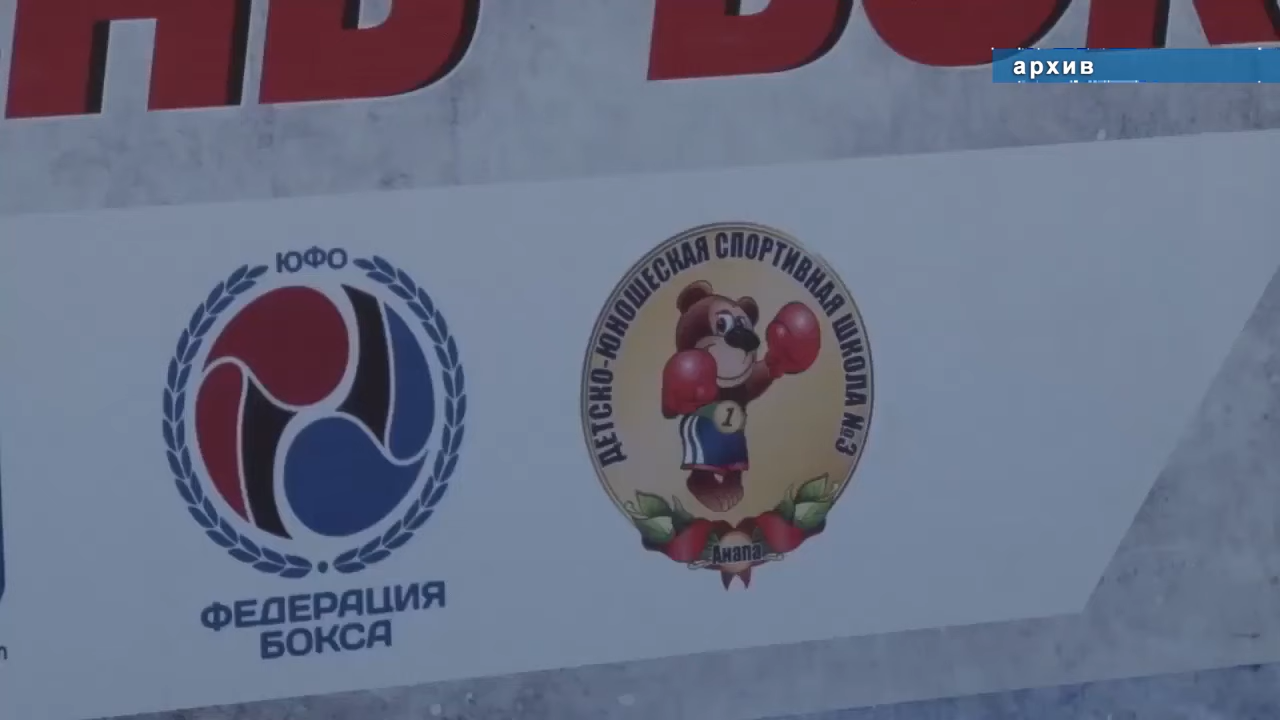 архив
ЮФО
ФЕДЕРАЦИЯ
БОКСА
ДЕТСКО-ЮНОШЕСКАЯ СПОРТИВНАЯ ШКОЛА №3
1
Анапа